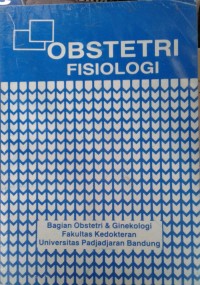 OBSTETRI
FISIOLOGI
Bagian Obstetri & Ginekologi
Fakultas Kedokteran
Universitas Padjadjaran Bandung